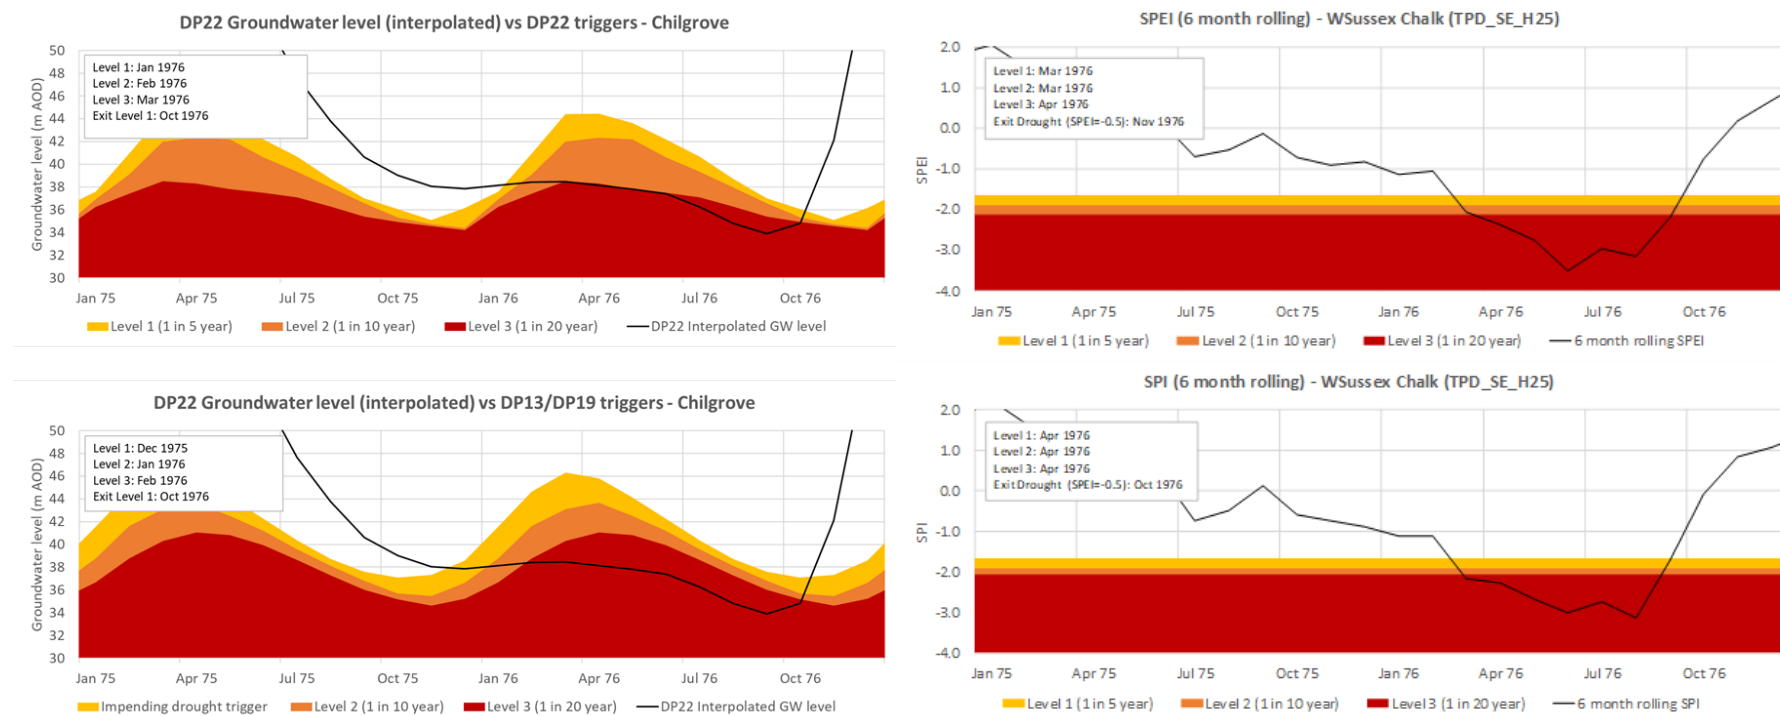 DP22 Groundwater level (interpolated) vs DP22 triggers - Chilgrove
Groundwater level (m AOD)
50
48
46
44
42
40
38
36
34
32
30
Level 1: Jan 1976
Level 2: Feb 1976
Level 3: Mar 1976
Exit Level 1: Oct 1976
Jan 75 Apr 75 Jul 75 Oct 75 Jan 76 Apr 76 Jul 76 Oct 76
Level 1 (1 in 5 year) Level 2 (1 in 10 year) Level 3 (1 in 20 year) DP22 Interpolated GW level
SPEI (6 month rolling) - WSussex Chalk (TPD_SE_H25)
SPEI
2.0
1.0
0.0
-1.0
-2.0
-3.0
-4.0
Level 1: Mar 1976
Level 2: Mar 1976
Level 3: Apr 1976
Exit Drought (SPEI=-0.5): Nov 1976
Jan 75 Apr 75 Jul 75 Oct 75 Jan 76 Apr 76 Jul 76 Oct 76
Level 1 (1 in 5 year) Level 2 (1 in 10 year) Level 3 (1 in 20 year) 6 month rolling SPEI
DP22 Groundwater level (interpolated) vs DP13/DP19 triggers - Chilgrove
Groundwater level (m AOD)
50
48
46
44
42
40
38
36
34
32
30
Level 1: Dec 1975
Level 2: Jan 1976
Level 3: Feb 1976
Exit Level 1: Oct 1976
Jan 75 Apr 75 Jul 75 Oct 75 Jan 76 Apr 76 Jul 76 Oct 76
Impending drought trigger Level 2 (1 in 10 year) Level 3 (1 in 20 year) DP22 Interpolated GW level
SPI (6 month rolling) - WSussex Chalk (TPD_SE_H25)
SPI
2.0
1.0
0.0
-1.0
-2.0
-3.0
-4.0
Level 1: Apr 1976
Level 2: Apr 1976
Level 3: Apr 1976
Exit Drought (SPEI=-0.5): Oct 1976
Jan 75 Apr 75 Jul 75 Oct 75 Jan 76 Apr 76 Jul 76 Oct 76
Level 1 (1 in 5 year) Level 2 (1 in 10 year) Level 3 (1 in 20 year) 6 month rolling SPI